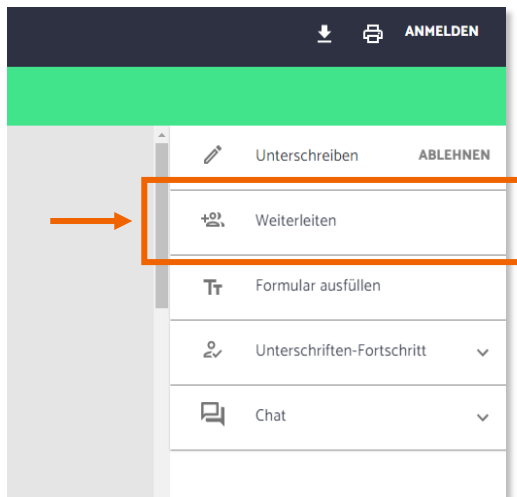 ANMELDEN
Unterschreiben ABLEHNEN
Weiterleiten
Formular ausfüllen
Unterschriften-Fortschritt
Chat